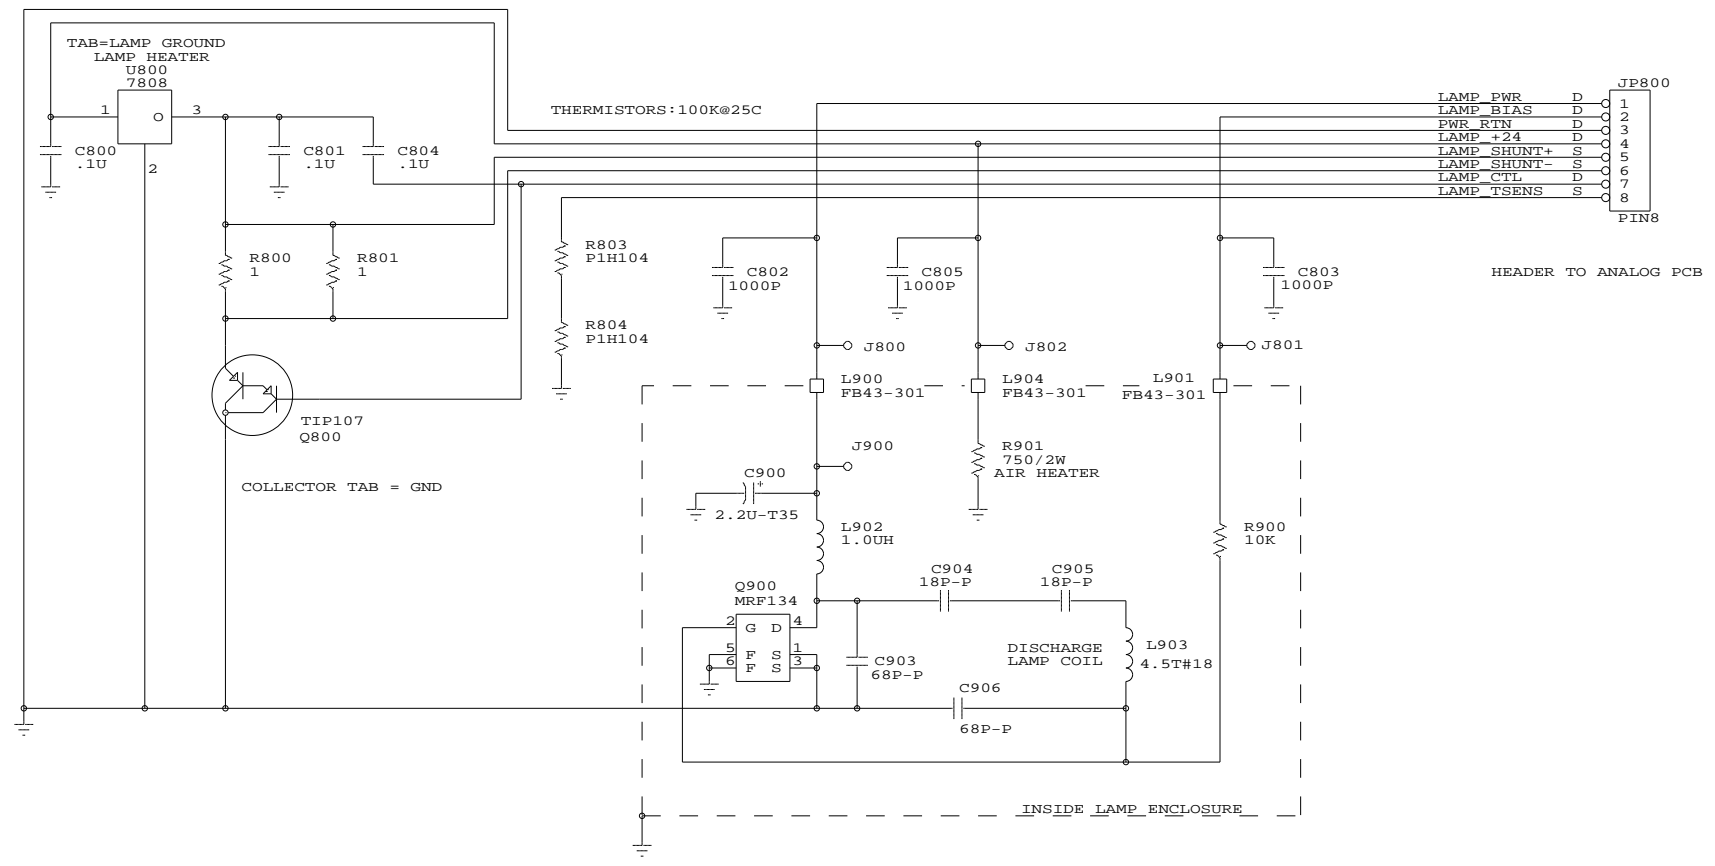 TAB=LAMP GROUND
LAMP HEATER
U800
7808
1
O
3
2
C800
.1U
C801
.1U
C804
.1U
THERMISTORS:100K@25C
JP800
LAMP_PWR D 1
LAMP_BIAS D 2
PWR_RTN D 3
LAMP_+24 D 4
LAMP_SHUNT+ S 5
LAMP_SHUNT- S 6
LAMP_CTL D 7
LAMP_TSENS S 8
PIN8
HEADER TO ANALOG PCB
R800
1
R801
1
R803
P1H104
R804
P1H104
C802
1000P
C805
1000P
C803
1000P
J800
J802
J801
L900
FB43-301
L904
FB43-301
L901
FB43-301
TIP107
Q800
COLLECTOR TAB = GND
J900
C900
+
2.2U-T35
R901
750/2W
AIR HEATER
L902
1.0UH
R900
10K
Q900
MRF134
2 G D 4
5 F S 1
6 F S 3
C904
18P-P
C905
18P-P
C903
68P-P
DISCHARGE
LAMP COIL
L903
4.5T#18
C906
68P-P
INSIDE LAMP ENCLOSURE